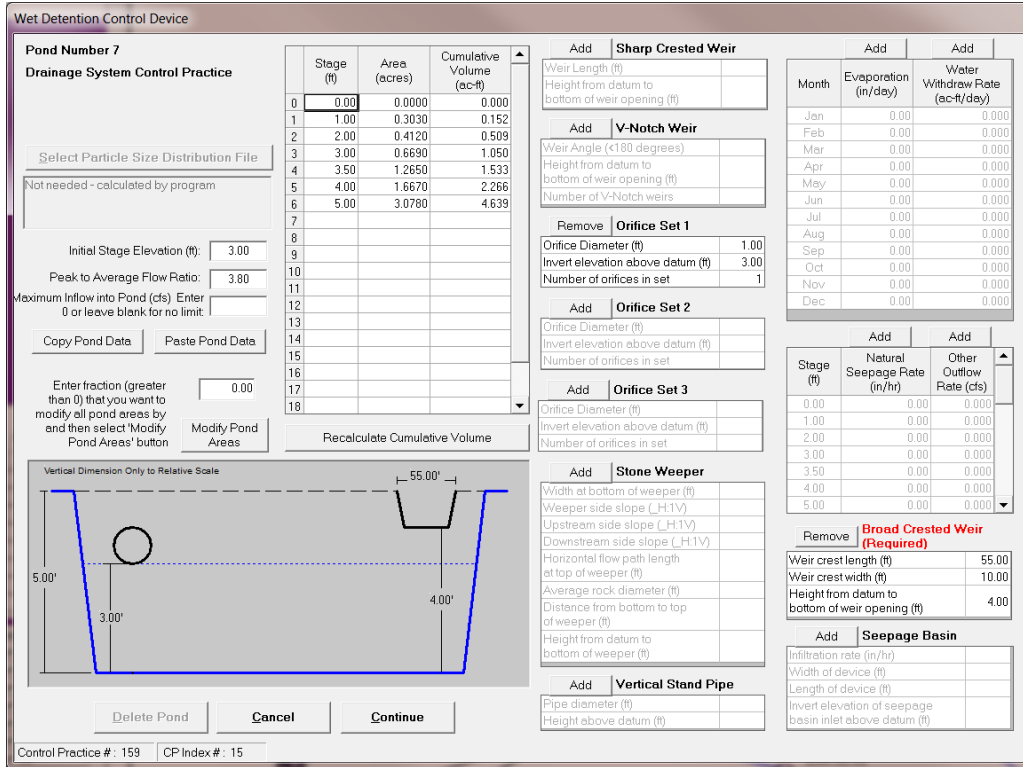 Wet Detention Control Device
Pond Number 7
Drainage System Control Practice
Select Particle Size Distribution File
Not needed - calculated by program
Initial Stage Elevation (ft): 3.00
Peak to Average Flow Ratio: 3.80
Maximum Inflow into Pond (cfs) Enter
0 or leave blank for no limit:
Copy Pond Data Paste Pond Data
Enter fraction (greater 0.00
than 0) that you want to
modify all pond areas by
and then select 'Modify
Pond Areas' button
Modify Pond
Areas
Stage
(ft)
Area
(acres)
Cumulative
Volume
(ac-ft)
0 0.00 0.0000 0.000
1 1.00 0.3030 0.152
2 2.00 0.4120 0.509
3 3.00 0.6690 1.050
4 3.50 1.2650 1.533
5 4.00 1.6670 2.266
6 5.00 3.0780 4.639
7
8
9
10
11
12
13
14
15
16
17
18
Recalculate Cumulative Volume
Vertical Dimension Only to Relative Scale
55.00'
5.00'
3.00'
4.00'
Delete Pond Cancel Continue
Control Practice # : 159 CP Index # : 15
Add Sharp Crested Weir
Weir Length (ft)
Height from datum to
bottom of weir opening (ft)
Add V-Notch Weir
Weir Angle (<180 degrees)
Height from datum to
bottom of weir opening (ft)
Number of V-Notch weirs
Remove Orifice Set 1
Orifice Diameter (ft) 1.00
Invert elevation above datum (ft) 3.00
Number of orifices in set 1
Add Orifice Set 2
Orifice Diameter (ft)
Invert elevation above datum (ft)
Number of orifices in set
Add Orifice Set 3
Orifice Diameter (ft)
Invert elevation above datum (ft)
Number of orifices in set
Add Stone Weeper
Width at bottom of weeper (ft)
Weeper side slope (_H:1V)
Upstream side slope (_H:1V)
Downstream side slope (_H:1V)
Horizontal flow path length
at top of weeper (ft)
Average rock diameter (ft)
Distance from bottom to top
of weeper (ft)
Height from datum to
bottom of weeper (ft)
Add Vertical Stand Pipe
Pipe diameter (ft)
Height above datum (ft)
Add Add
Month
Evaporation
(in/day)
Water
Withdraw Rate
(ac-ft/day)
Jan 0.00 0.000
Feb 0.00 0.000
Mar 0.00 0.000
Apr 0.00 0.000
May 0.00 0.000
Jun 0.00 0.000
Jul 0.00 0.000
Aug 0.00 0.000
Sep 0.00 0.000
Oct 0.00 0.000
Nov 0.00 0.000
Dec 0.00 0.000
Add Add
Stage
(ft)
Natural
Seepage Rate
(in/hr)
Other
Outflow
Rate (cfs)
0.00 0.00 0.000
1.00 0.00 0.000
2.00 0.00 0.000
3.00 0.00 0.000
3.50 0.00 0.000
4.00 0.00 0.000
5.00 0.00 0.000
Remove Broad Crested Weir
(Required)
Weir crest length (ft) 55.00
Weir crest width (ft) 10.00
Height from datum to
bottom of weir opening (ft) 4.00
Add Seepage Basin
Infiltration rate (in/hr)
Width of device (ft)
Length of device (ft)
Invert elevation of seepage
basin inlet above datum (ft)